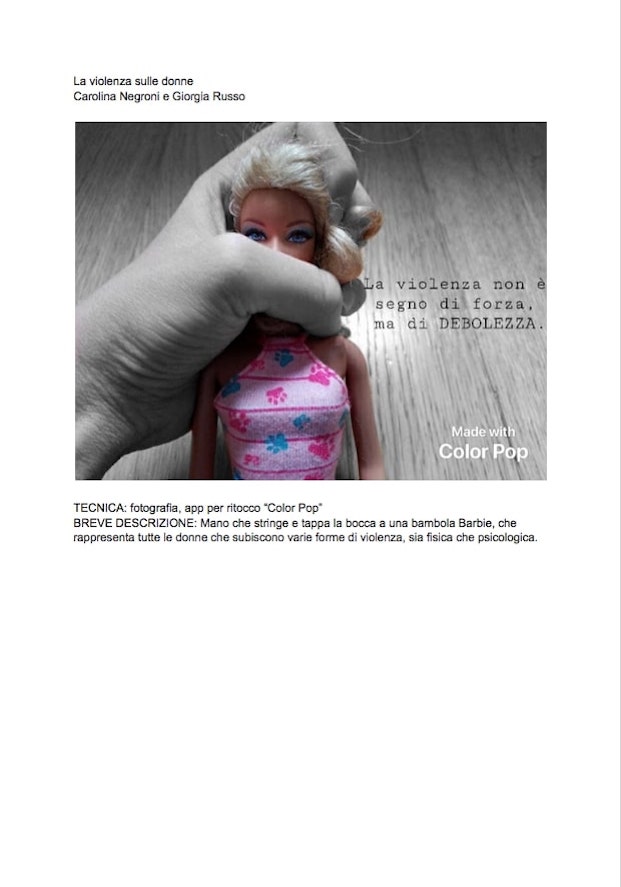 La violenza sulle donne
Carolina Negroni e Giorgia Russo
La violenza non è
segno di forza,
ma di DEBOLEZZA.
Made with
Color Pop
TECNICA: fotografia, app per ritocco “Color Pop”
BREVE DESCRIZIONE: Mano che stringe e tappa la bocca a una bambola Barbie, che
rappresenta tutte le donne che subiscono varie forme di violenza, sia fisica che psicologica.